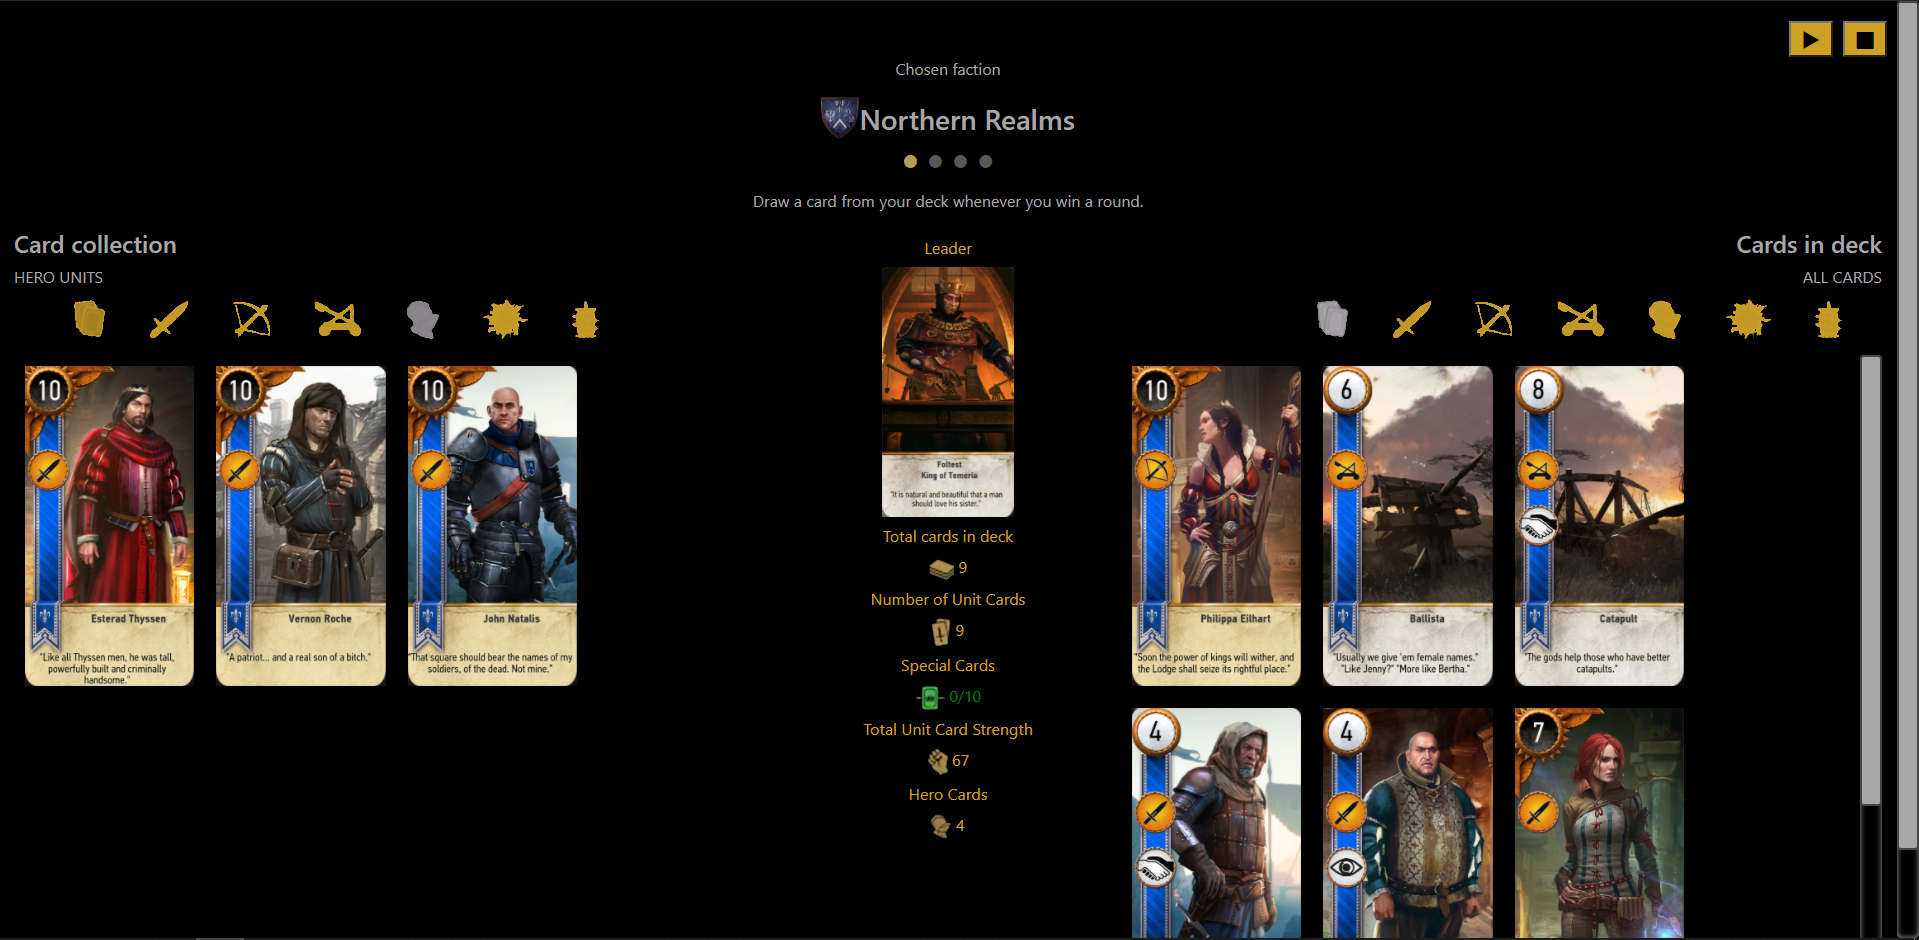 Chosen faction
Northern Realms
Draw a card from your deck whenever you win a round.
Card collection
HERO UNITS
10
Esterad Thyssen
"Like all Thyssen men, he was tall,
powerfully built and criminally
handsome."
10
Vernon Roche
"A patriot... and a real son of a bitch."
10
John Natalis
"That square should bear the names of my
soldiers, of the dead. Not mine."
Leader
Foltest
King of Temeria
"It is natural and beautiful that a man
should love his sister."
Total cards in deck
9
Number of Unit Cards
9
Special Cards
0/10
Total Unit Card Strength
67
Hero Cards
4
Cards in deck
ALL CARDS
10
Philippa Eilhart
"Soon the power of kings will wither, and
the Lodge shall seize its rightful place."
6
Ballista
"Usually we give 'em female names."
"Like Jenny?" "More like Bertha."
8
Catapult
"The gods help those who have better
catapults."
4
4
7